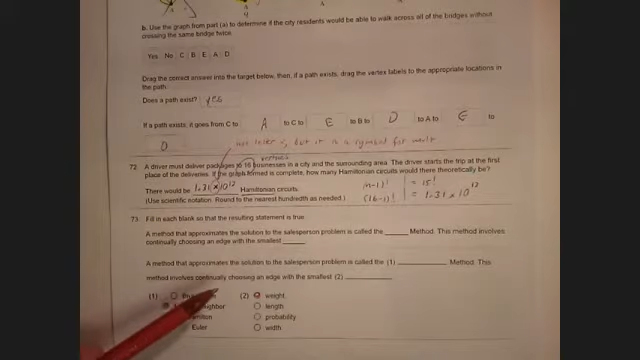 b. Use the graph from part (a) to determine if the city residents would be able to walk across all of the bridges without
crossing the same bridge twice.
Yes No C B E A D
Drag the correct answer into the target below, then, if a path exists, drag the vertex labels to the appropriate locations in
the path.
Does a path exist? yes
If a path exists, it goes from C to A to C to E to B to D to A to E to
D
not letter x, but it is a symbol for mult
vertices
72. A driver must deliver packages to 16 businesses in a city and the surrounding area. The driver starts the trip at the first
place of the deliveries. If the graph formed is complete, how many Hamiltonian circuits would there theoretically be?
There would be 1.31 × 10^12 Hamiltonian circuits. (n-1)! = 15!
(Use scientific notation. Round to the nearest hundredth as needed.) (16-1)! = 1.31 × 10^12
73. Fill in each blank so that the resulting statement is true.
A method that approximates the solution to the salesperson problem is called the ______ Method. This method involves
continually choosing an edge with the smallest ______
A method that approximates the solution to the salesperson problem is called the (1) ______ Method. This
method involves continually choosing an edge with the smallest (2) ______
(1) (2) weight
length
probability
Euler width